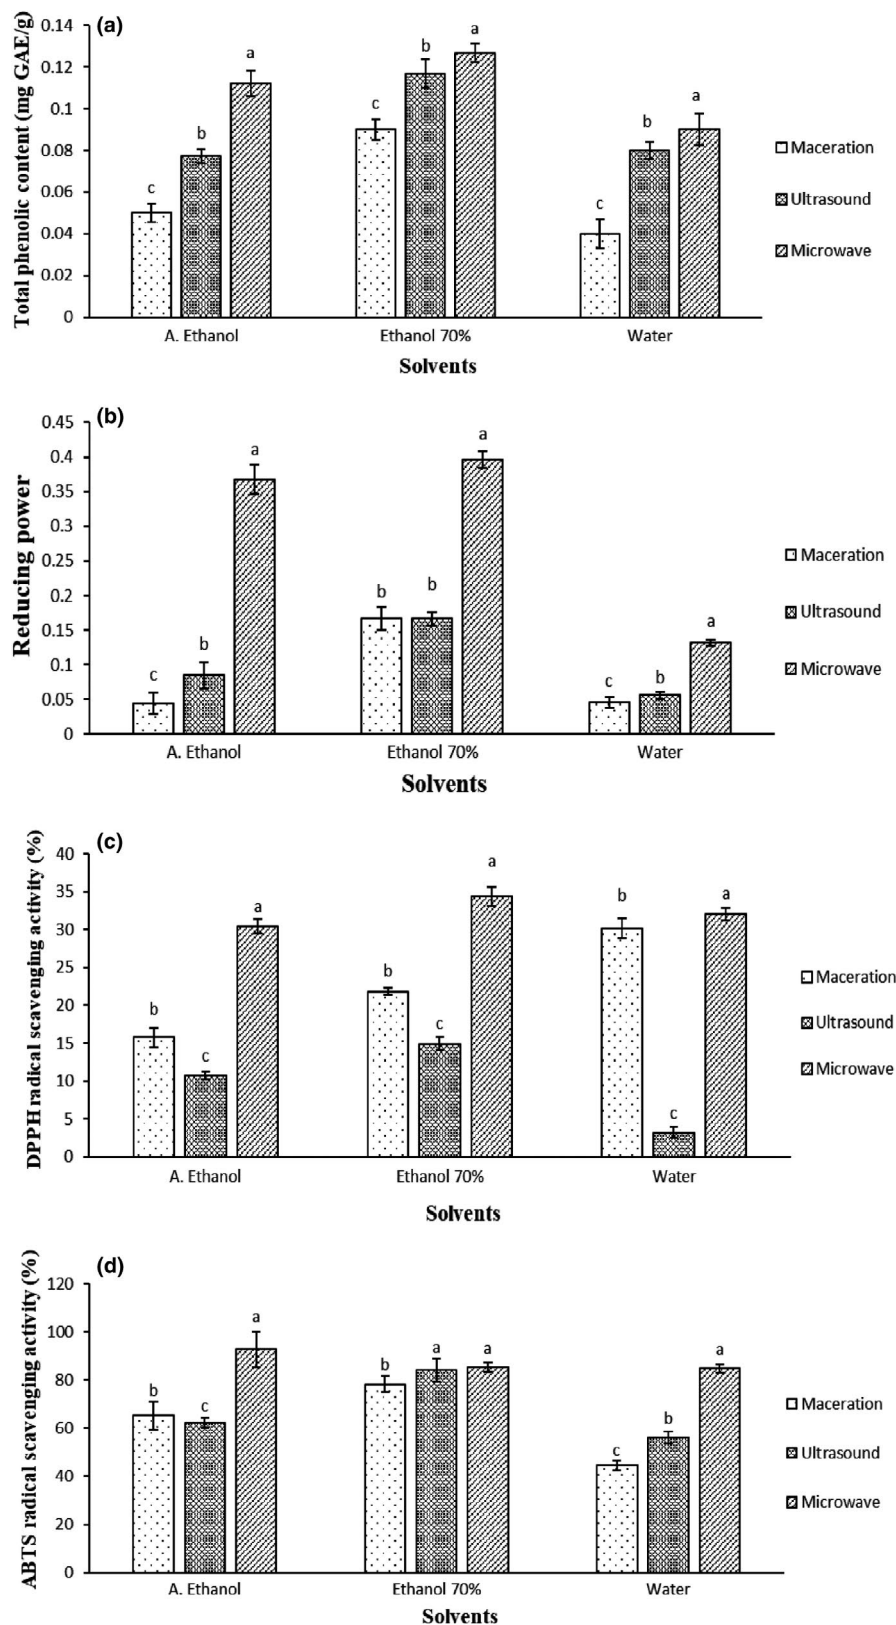 (a)
Total phenolic content (mg GAE/g)
0.14
0.12
0.1
0.08
0.06
0.04
0.02
0
c
b
a
c
b
a
c
b
a
A. Ethanol
Ethanol 70%
Water
Solvents
Maceration
Ultrasound
Microwave
(b)
Reducing power
0.45
0.4
0.35
0.3
0.25
0.2
0.15
0.1
0.05
0
c
b
a
b
b
a
c
b
a
A. Ethanol
Ethanol 70%
Water
Solvents
Maceration
Ultrasound
Microwave
(c)
DPPH radical scavenging activity (%)
40
35
30
25
20
15
10
5
0
b
c
a
b
c
a
b
c
a
A. Ethanol
Ethanol 70%
Water
Solvents
Maceration
Ultrasound
Microwave
(d)
ABTS radical scavenging activity (%)
120
100
80
60
40
20
0
b
c
a
b
a
a
c
b
a
A. Ethanol
Ethanol 70%
Water
Solvents
Maceration
Ultrasound
Microwave